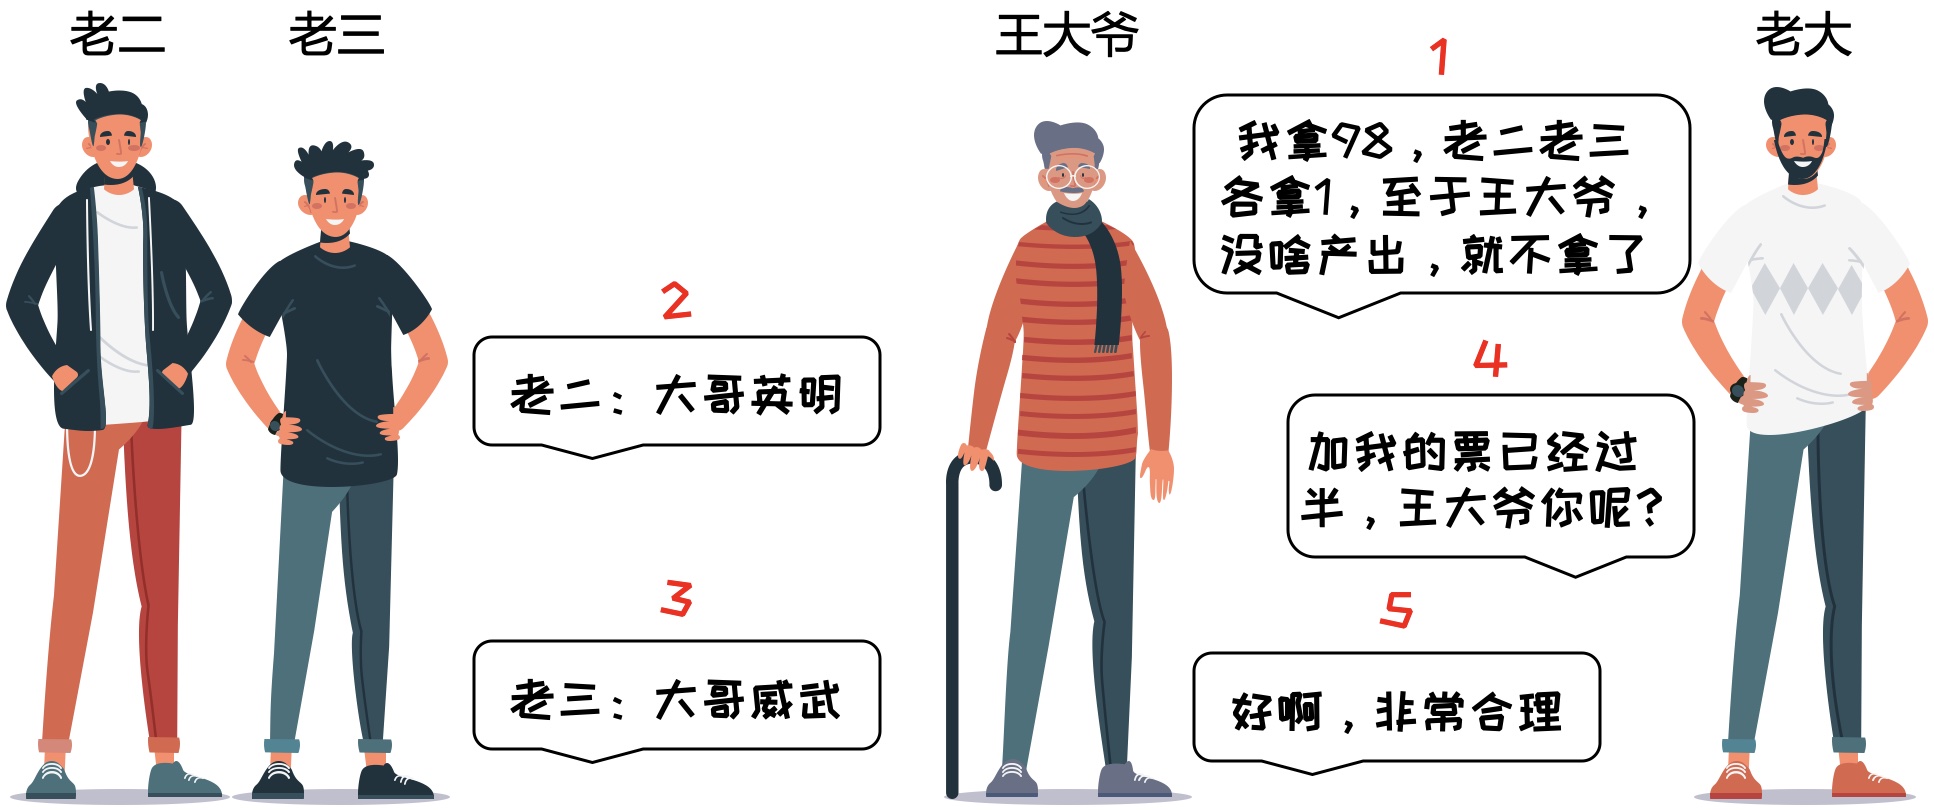 老二
老三
王大爷
老大
1
我拿98，老二老三
各拿1，至于王大爷，
没啥产出，就不拿了
2
老二：大哥英明
3
老三：大哥威武
4
加我的票已经过
半，王大爷你呢？
5
好啊，非常合理